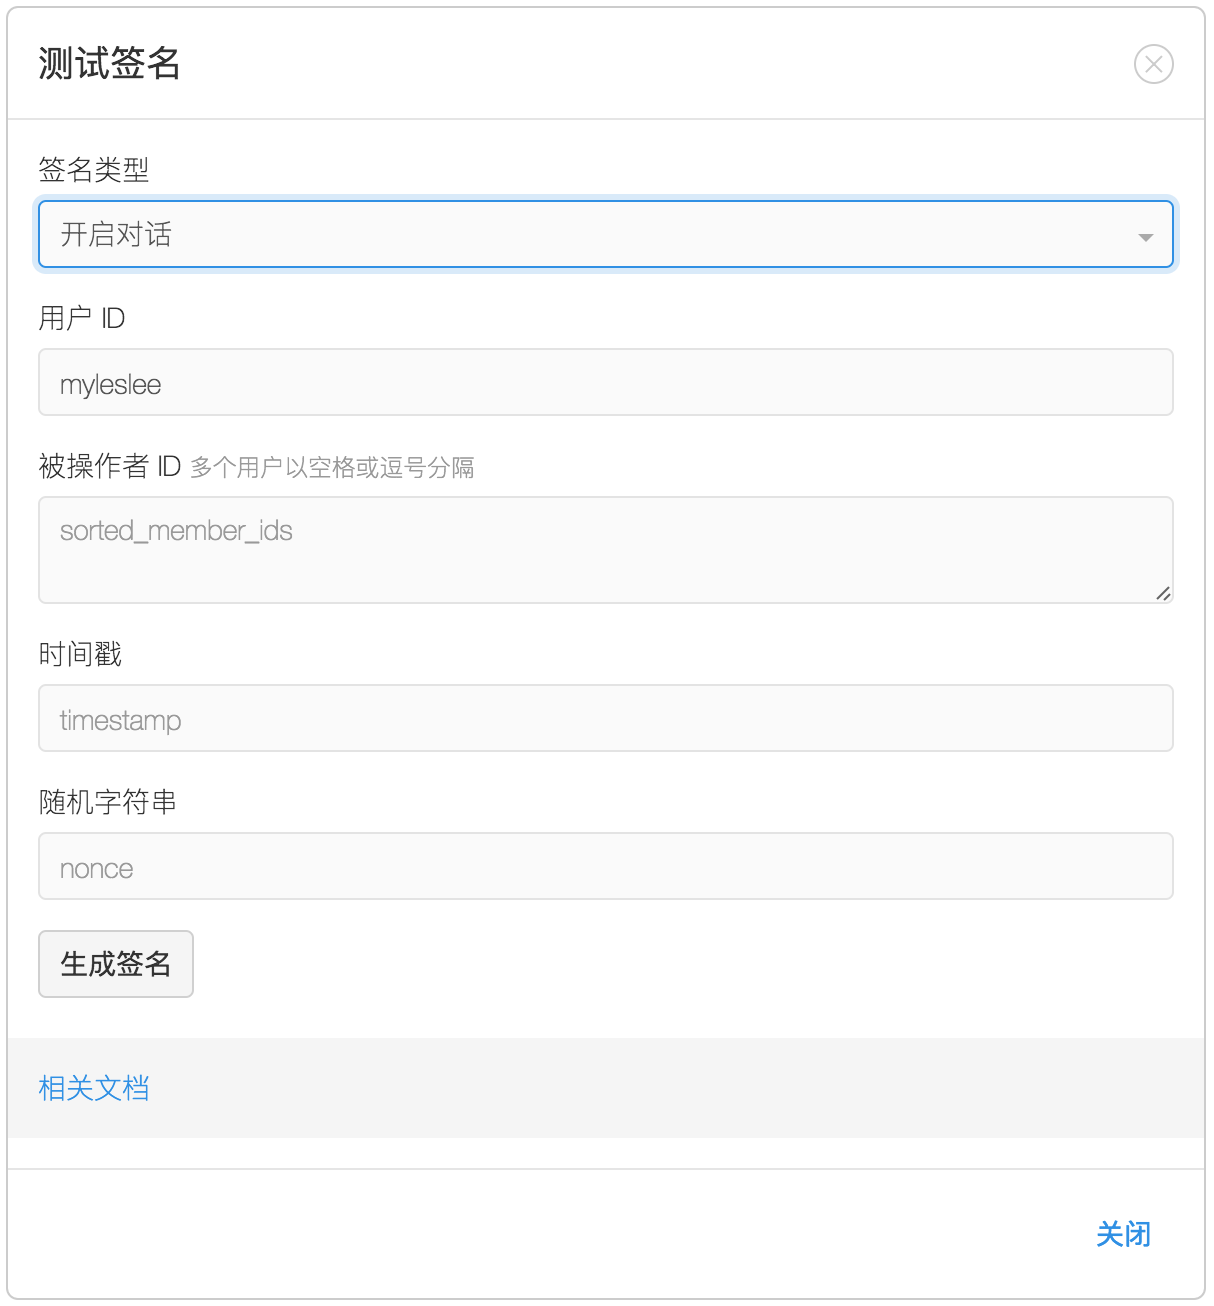 测试签名
签名类型
开启对话
用户 ID
myleslee
被操作者 ID 多个用户以空格或逗号分隔
sorted_member_ids
时间戳
timestamp
随机字符串
nonce
生成签名
相关文档
关闭